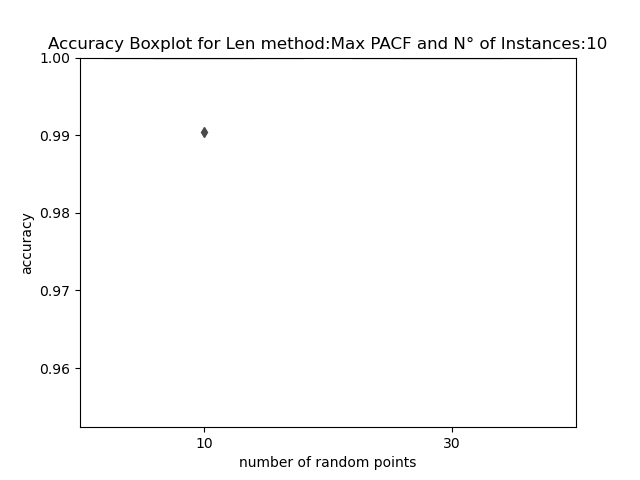 Accuracy Boxplot for Len method:Max PACF and N° of Instances:10
1.00
0.99
0.98
0.97
0.96
accuracy
10 30
number of random points